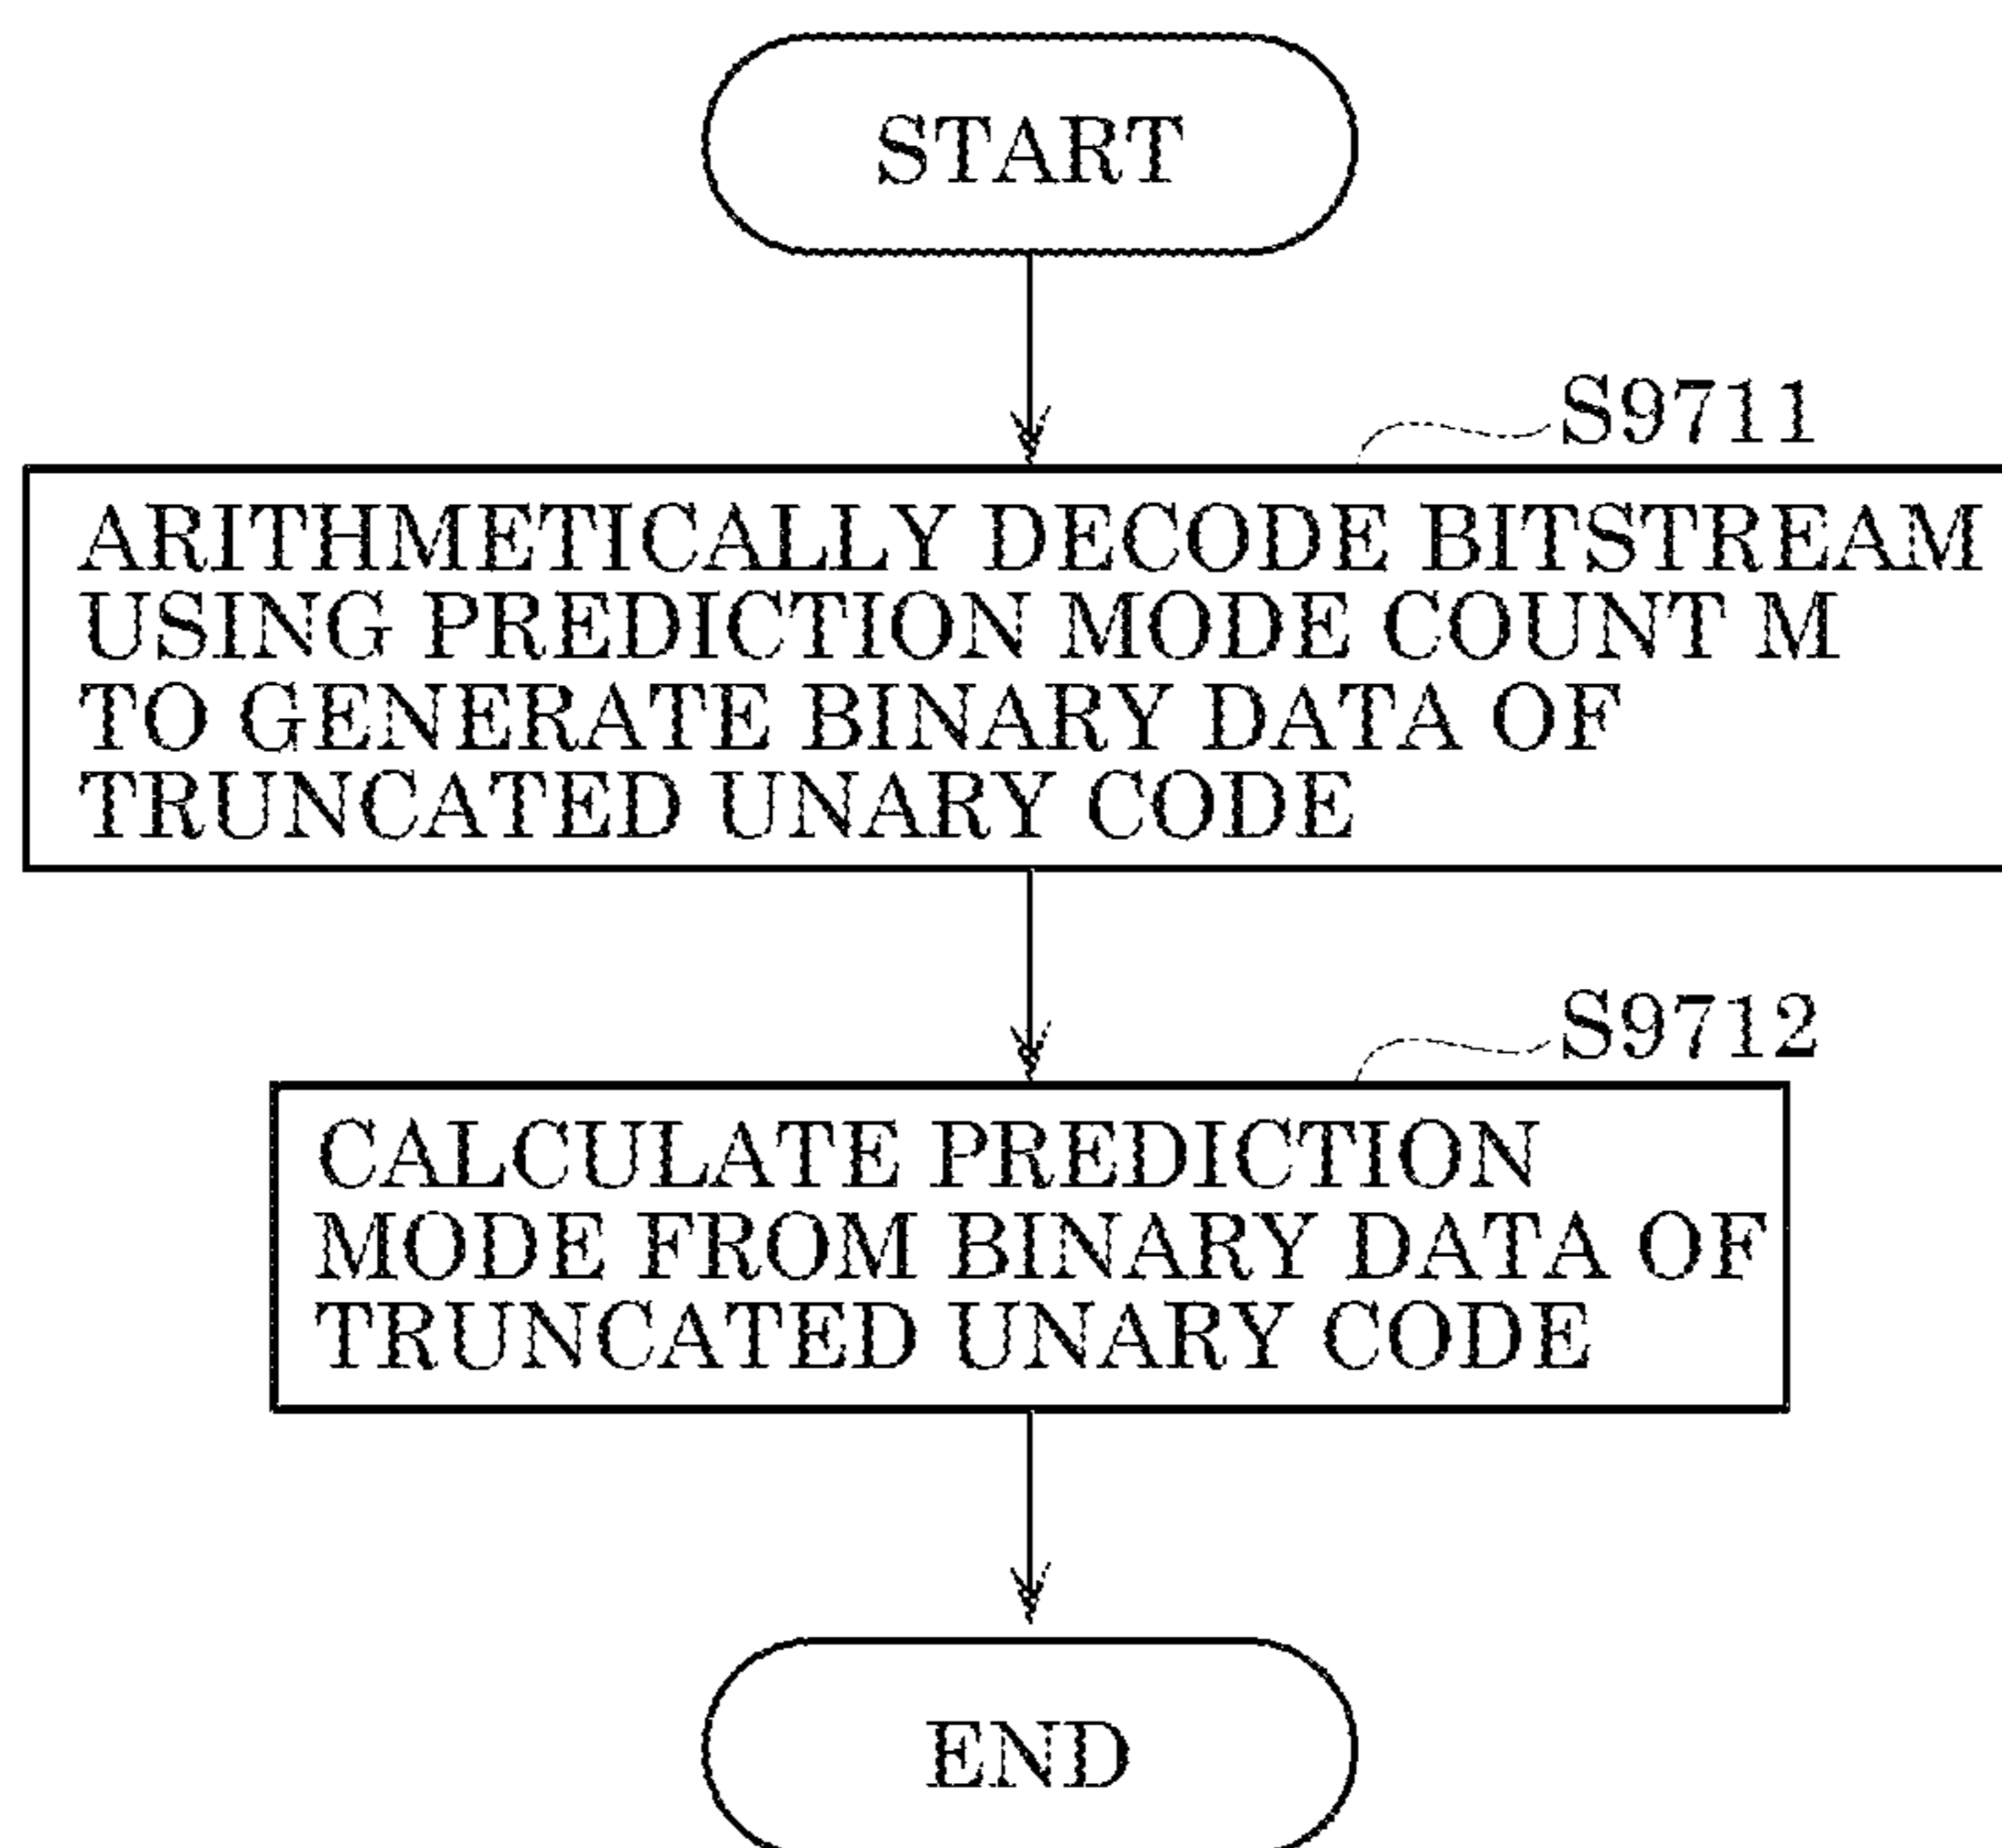 START
S9711
ARITHMETICALLY DECODE BITSTREAM
USING PREDICTION MODE COUNT M
TO GENERATE BINARY DATA OF
TRUNCATED UNARY CODE
S9712
CALCULATE PREDICTION
MODE FROM BINARY DATA OF
TRUNCATED UNARY CODE
END